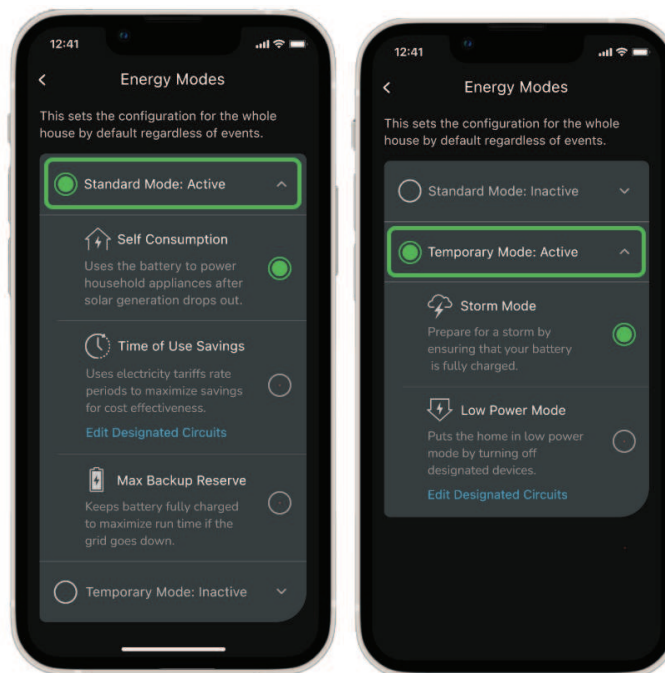 12:41
Energy Modes
This sets the configuration for the whole
house by default regardless of events.
Standard Mode: Active
Self Consumption
Uses the battery to power
household appliances after
solar generation drops out.
Time of Use Savings
Uses electricity tariffs rate
periods to maximize savings
for cost effectiveness.
Edit Designated Circuits
Max Backup Reserve
Keeps battery fully charged
to maximize run time if the
grid goes down.
Temporary Mode: Inactive
12:41
Energy Modes
This sets the configuration for the whole
house by default regardless of events.
Standard Mode: Inactive
Temporary Mode: Active
Storm Mode
Prepare for a storm by
ensuring that your battery
is fully charged.
Low Power Mode
Puts the home in low power
mode by turning off
designated devices.
Edit Designated Circuits